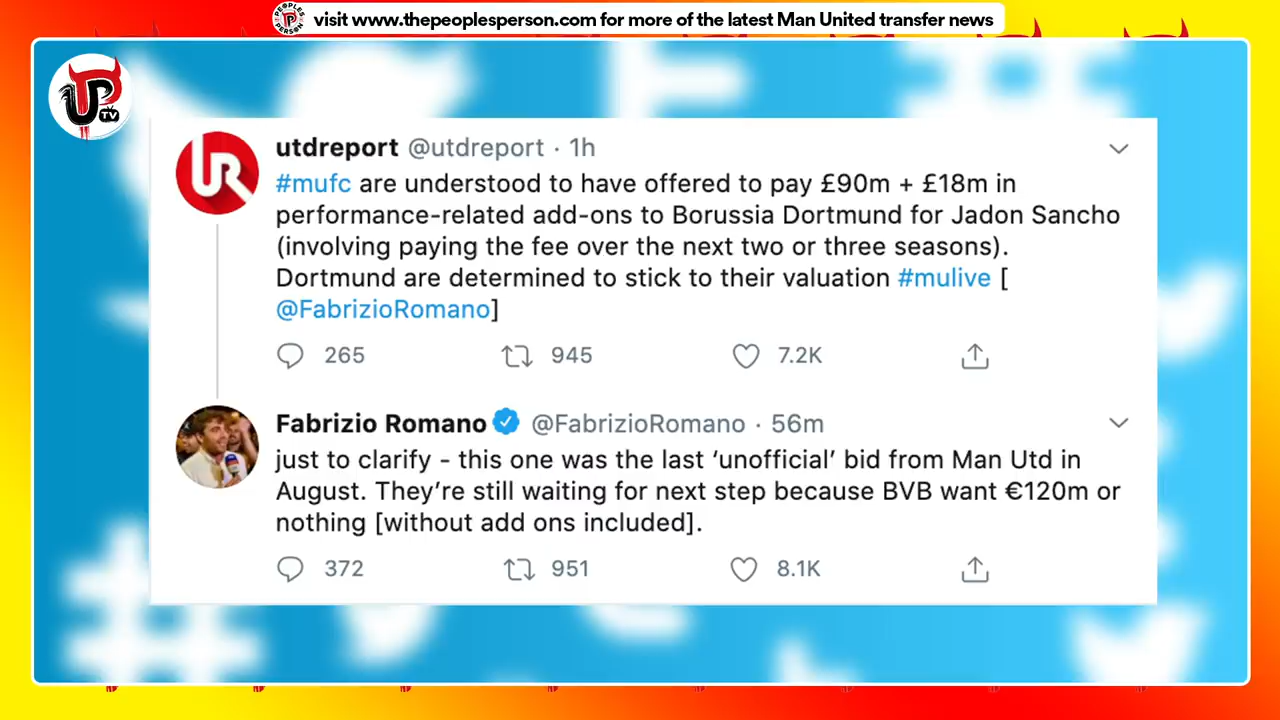 PEOPLES PERSON visit www.thepeoplesperson.com for more of the latest Man United transfer news
UP TV
UR utdreport @utdreport · 1h
#mufc are understood to have offered to pay £90m + £18m in
performance-related add-ons to Borussia Dortmund for Jadon Sancho
(involving paying the fee over the next two or three seasons).
Dortmund are determined to stick to their valuation #mulive [
@FabrizioRomano]
265 945 7.2K
Fabrizio Romano @FabrizioRomano · 56m
just to clarify - this one was the last ‘unofficial’ bid from Man Utd in
August. They’re still waiting for next step because BVB want €120m or
nothing [without add ons included].
372 951 8.1K